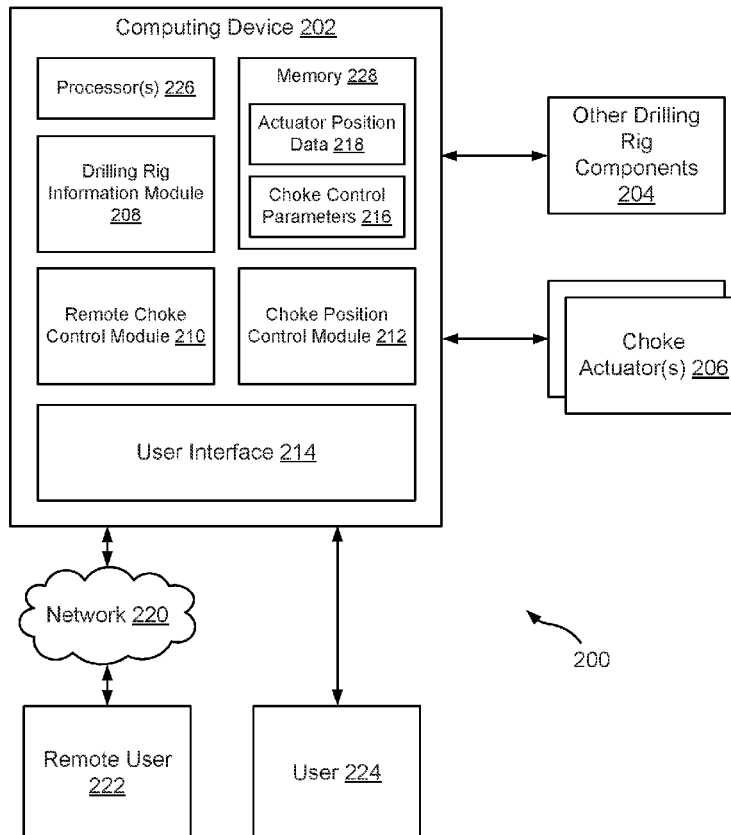 Computing Device 202
Processor(s) 226
Memory 228
Actuator Position
Data 218
Choke Control
Parameters 216
Drilling Rig
Information Module
208
Remote Choke
Control Module 210
Choke Position
Control Module 212
User Interface 214
Other Drilling
Rig
Components
204
Choke
Actuator(s) 206
Network 220
200
Remote User
222
User 224